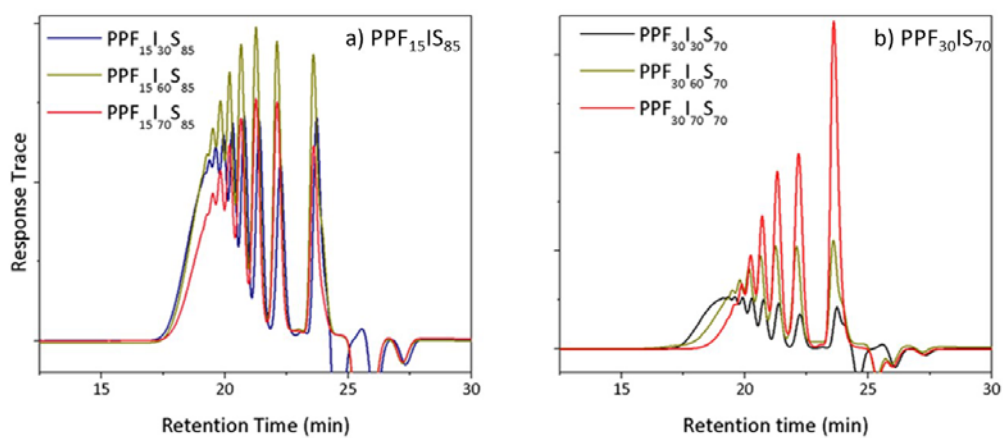 a) PPF₁₅IS₈₅
PPF₁₅I₃₀S₈₅
PPF₁₅I₆₀S₈₅
PPF₁₅I₇₀S₈₅
Response Trace
15 20 25 30
Retention Time (min)
b) PPF₃₀IS₇₀
PPF₃₀I₃₀S₇₀
PPF₃₀I₆₀S₇₀
PPF₃₀I₇₀S₇₀
15 20 25 30
Retention time (min)